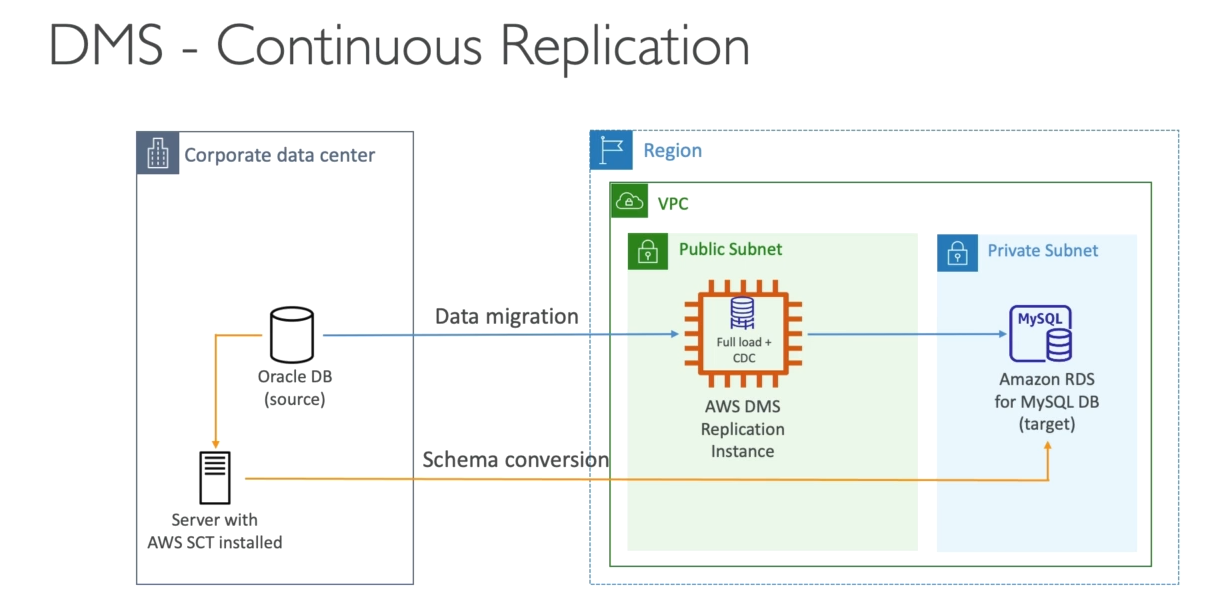 DMS - Continuous Replication
Corporate data center
Region
VPC
Public Subnet
Private Subnet
Data migration
MySQL
Full load +
CDC
Oracle DB
(source)
Amazon RDS
for MySQL DB
(target)
AWS DMS
Replication
Instance
Schema conversion
Server with
AWS SCT installed